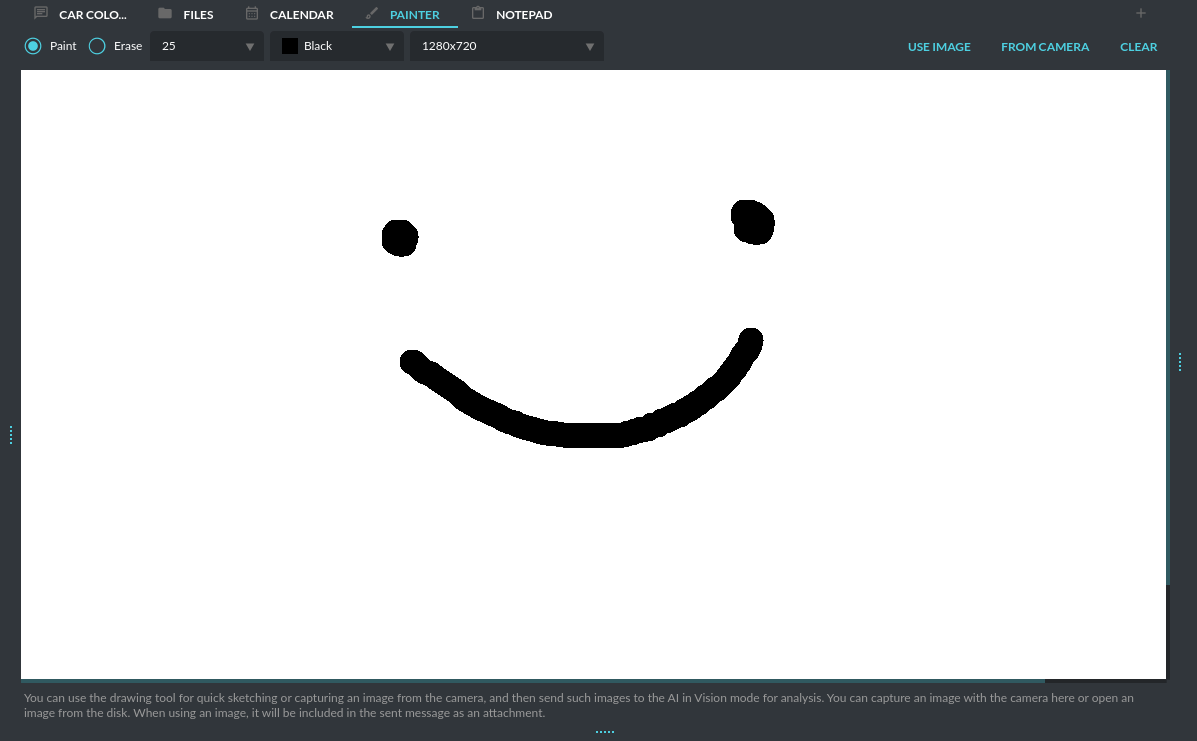 CAR COLO... FILES CALENDAR PAINTER NOTEPAD
Paint Erase 25 Black 1280x720 USE IMAGE FROM CAMERA CLEAR
You can use the drawing tool for quick sketching or capturing an image from the camera, and then send such images to the AI in Vision mode for analysis. You can capture an image with the camera here or open an
image from the disk. When using an image, it will be included in the sent message as an attachment.